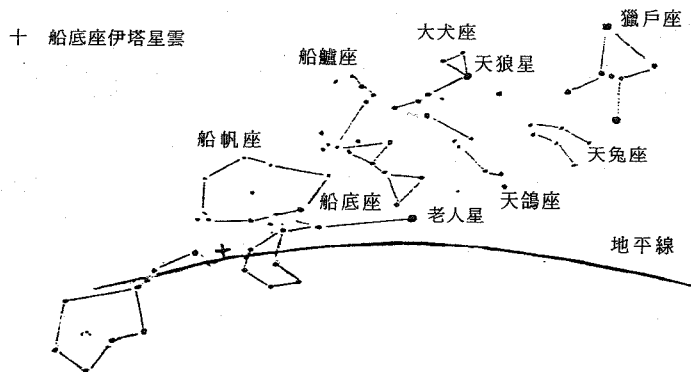 十 船底座伊塔星雲
獵戶座
大犬座
船艫座
天狼星
船帆座
天兔座
船底座
天鴿座
老人星
地平線